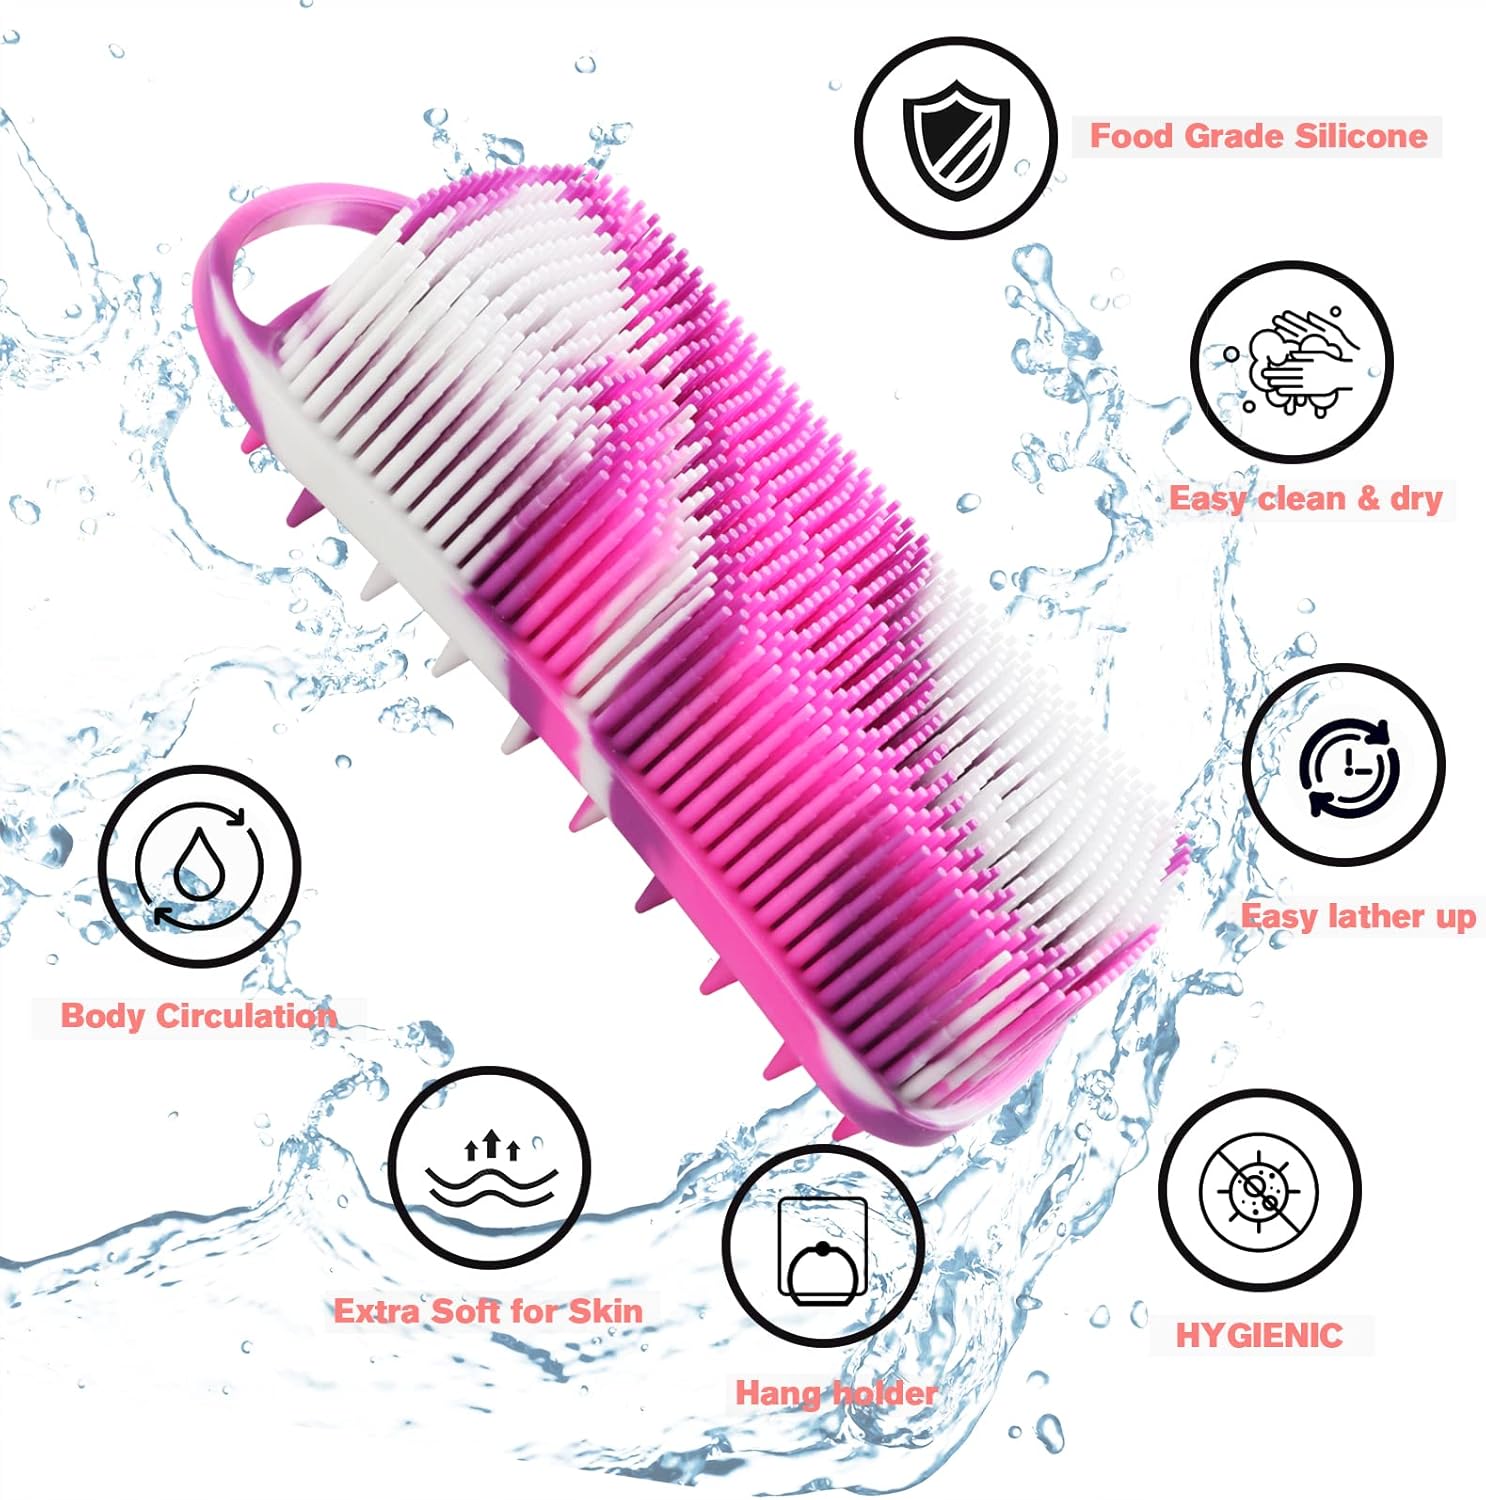 Food Grade Silicone
Easy clean & dry
Easy lather up
Body Circulation
Extra Soft for Skin
HYGIENIC
Hang holder